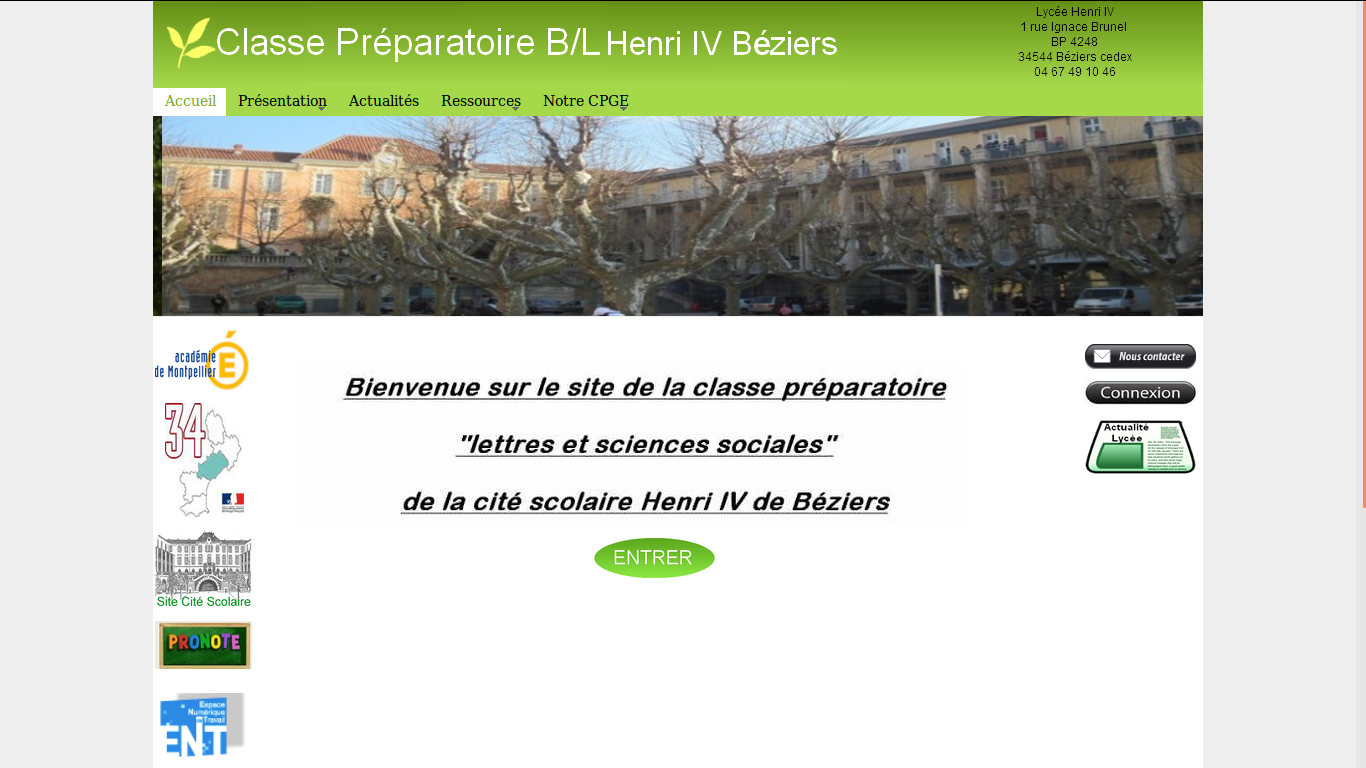 Classe Préparatoire B/L Henri IV Béziers
Lycée Henri IV
1 rue Ignace Brunel
BP 4248
34544 Béziers cedex
04 67 49 10 46
Accueil Présentation Actualités Ressources Notre CPGE
académie
de Montpellier
34
Site Cité Scolaire
PRONOTE
Espace
Numérique
de Travail
ENT
Bienvenue sur le site de la classe préparatoire
"lettres et sciences sociales"
de la cité scolaire Henri IV de Béziers
ENTRER
Nous contacter
Connexion
Actualité
Lycée